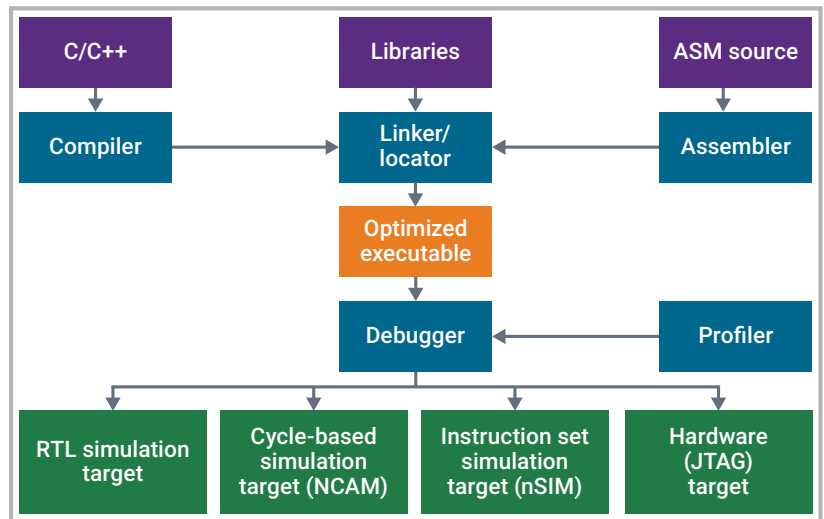 C/C++
Libraries
ASM source
Compiler
Linker/
locator
Assembler
Optimized
executable
Debugger
Profiler
RTL simulation
target
Cycle-based
simulation
target (NCAM)
Instruction set
simulation
target (nSIM)
Hardware
(JTAG)
target